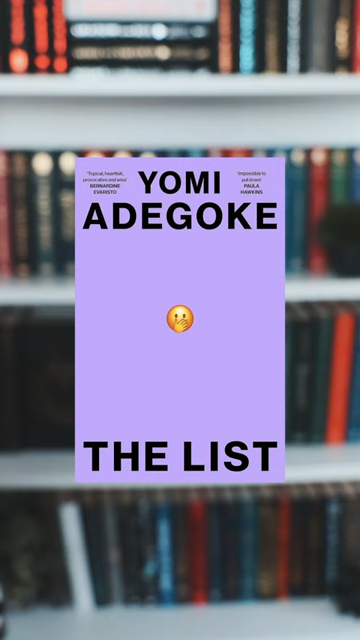 "Topical, heartfelt,
provocative and wise'
BERNARDINE
EVARISTO
YOMI
'Impossible to
put down'
PAULA
HAWKINS
ADEGOKE
THE LIST